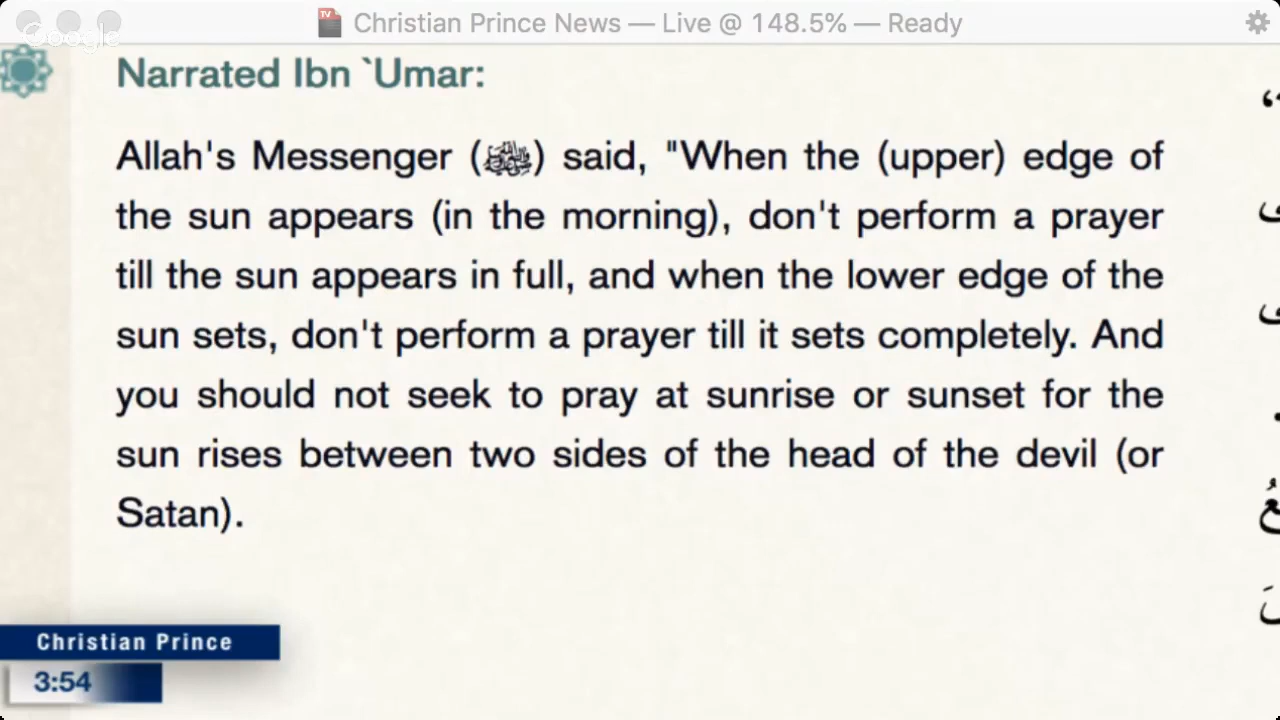 Christian Prince News — Live @ 148.5% — Ready
Google
Narrated Ibn `Umar:
Allah's Messenger (ﷺ) said, "When the (upper) edge of
the sun appears (in the morning), don't perform a prayer
till the sun appears in full, and when the lower edge of the
sun sets, don't perform a prayer till it sets completely. And
you should not seek to pray at sunrise or sunset for the
sun rises between two sides of the head of the devil (or
Satan).
Christian Prince
3:54